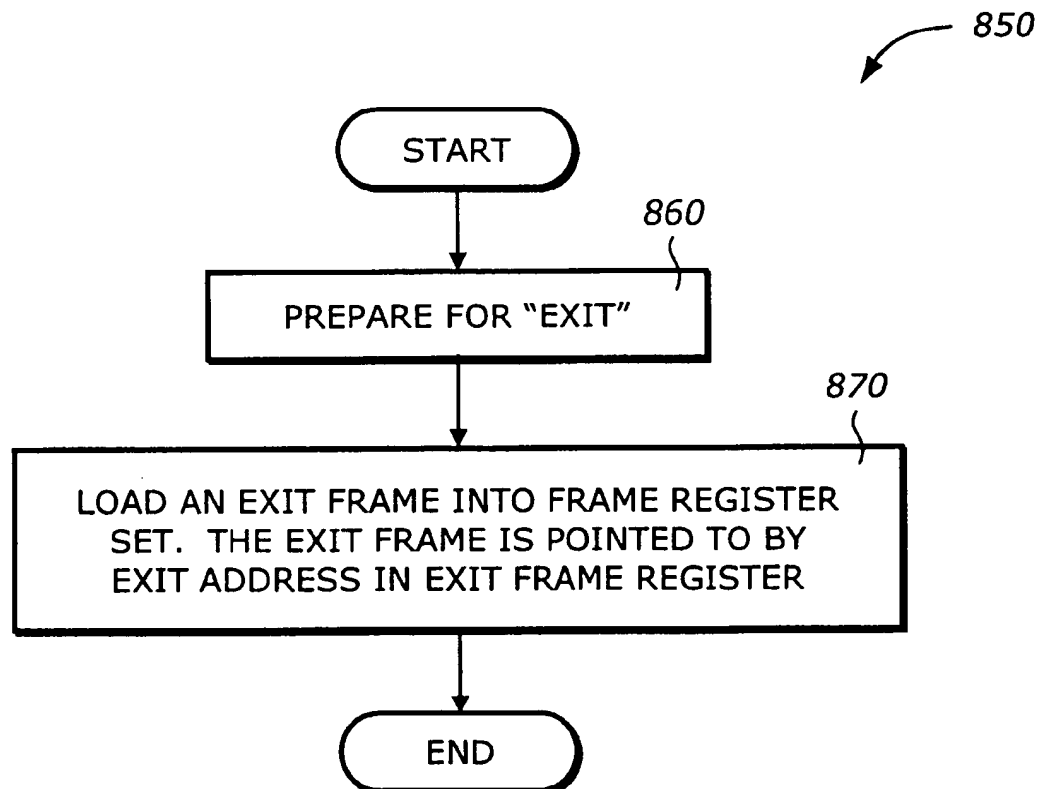 850
START
860
PREPARE FOR “EXIT”
870
LOAD AN EXIT FRAME INTO FRAME REGISTER
SET. THE EXIT FRAME IS POINTED TO BY
EXIT ADDRESS IN EXIT FRAME REGISTER
END